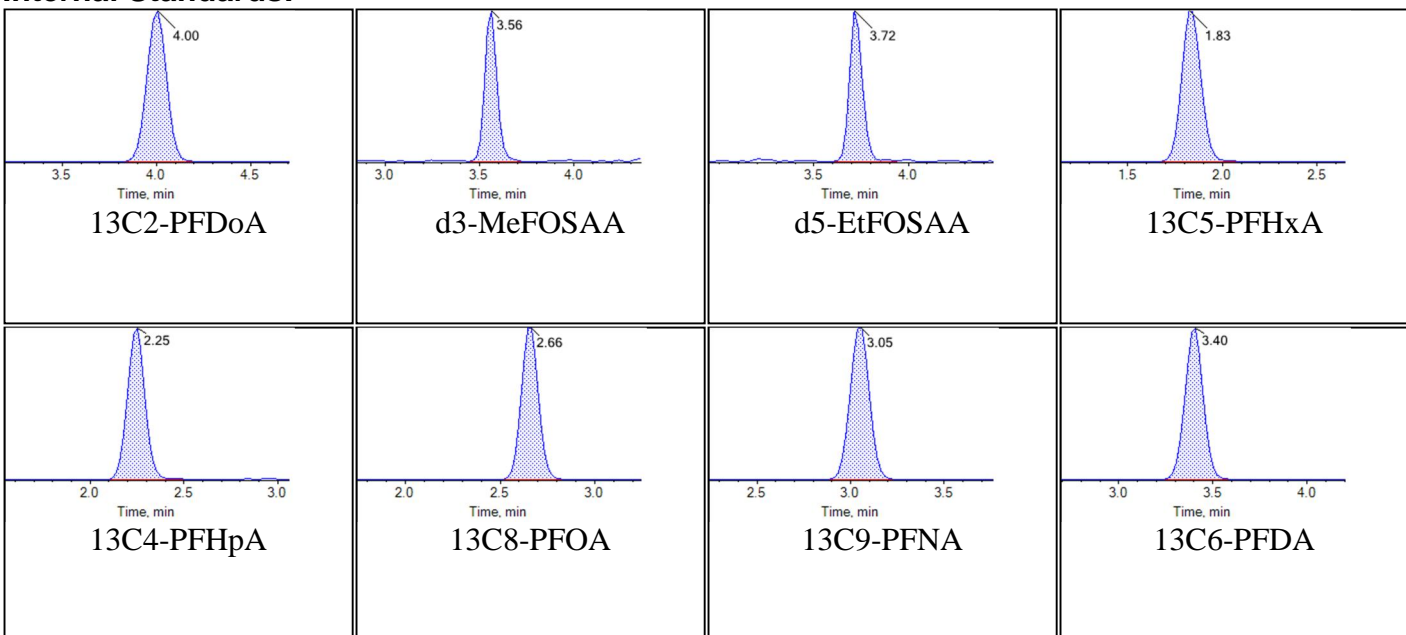 Internal Standards:
4.00
3.5 4.0 4.5
Time, min
13C2-PFDoA
3.56
3.0 3.5 4.0
Time, min
d3-MeFOSAA
3.72
3.5 4.0
Time, min
d5-EtFOSAA
1.83
1.5 2.0 2.5
Time, min
13C5-PFHxA
2.25
2.0 2.5 3.0
Time, min
13C4-PFHpA
2.66
2.0 2.5 3.0
Time, min
13C8-PFOA
3.05
2.5 3.0 3.5
Time, min
13C9-PFNA
3.40
3.0 3.5 4.0
Time, min
13C6-PFDA